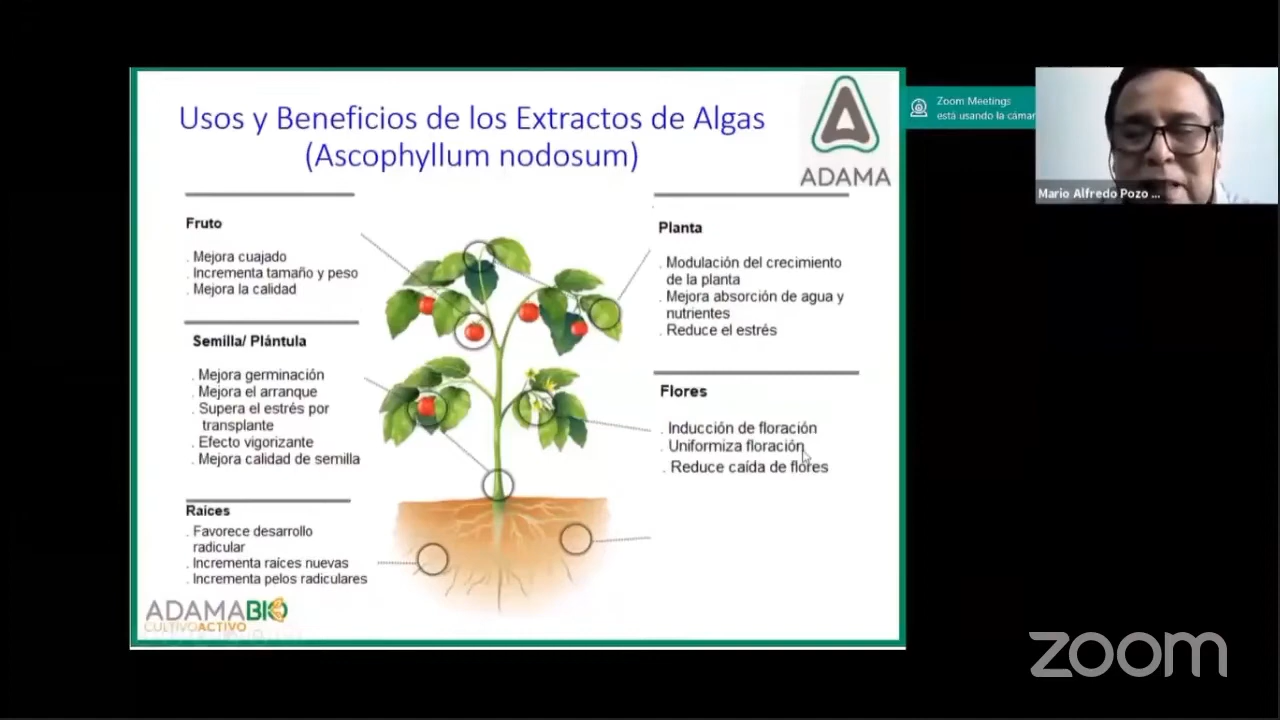 Usos y Beneficios de los Extractos de Algas
(Ascophyllum nodosum)
ADAMA
Fruto
. Mejora cuajado
. Incrementa tamaño y peso
. Mejora la calidad
Semilla/ Plántula
. Mejora germinación
. Mejora el arranque
. Supera el estrés por
transplante
. Efecto vigorizante
. Mejora calidad de semilla
Raíces
. Favorece desarrollo
radicular
. Incrementa raíces nuevas
. Incrementa pelos radiculares
Planta
. Modulación del crecimiento
de la planta
. Mejora absorción de agua y
nutrientes
. Reduce el estrés
Flores
. Inducción de floración
. Uniformiza floración
. Reduce caída de flores
ADAMABIO
CULTIVOACTIVO
Zoom Meetings
está usando la cámar
Mario Alfredo Pozo ...
zoom